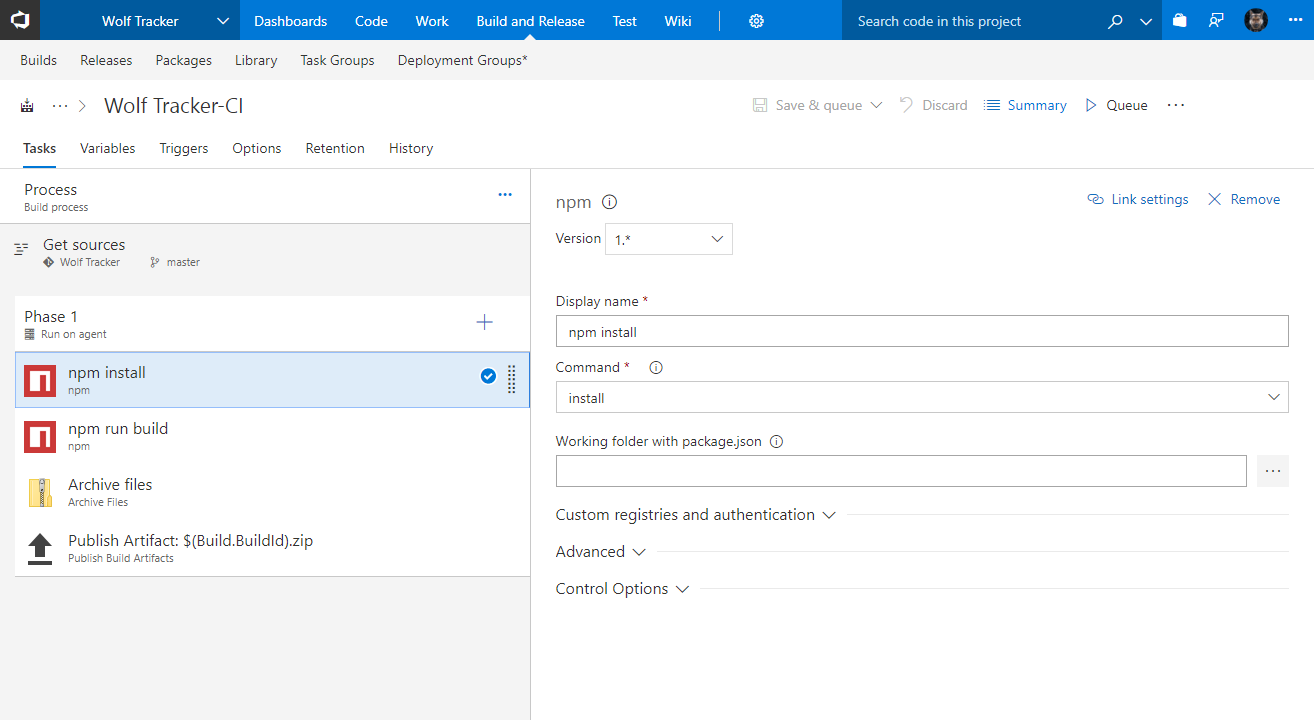 Wolf Tracker Dashboards Code Work Build and Release Test Wiki Search code in this project
Builds Releases Packages Library Task Groups Deployment Groups*
Wolf Tracker-CI Save & queue Discard Summary Queue
Tasks Variables Triggers Options Retention History
Process
Build process
Get sources
Wolf Tracker master
Phase 1
Run on agent
npm install
npm
npm run build
npm
Archive files
Archive Files
Publish Artifact: $(Build.BuildId).zip
Publish Build Artifacts
npm Link settings Remove
Version 1.*
Display name *
npm install
Command *
install
Working folder with package.json
Custom registries and authentication
Advanced
Control Options